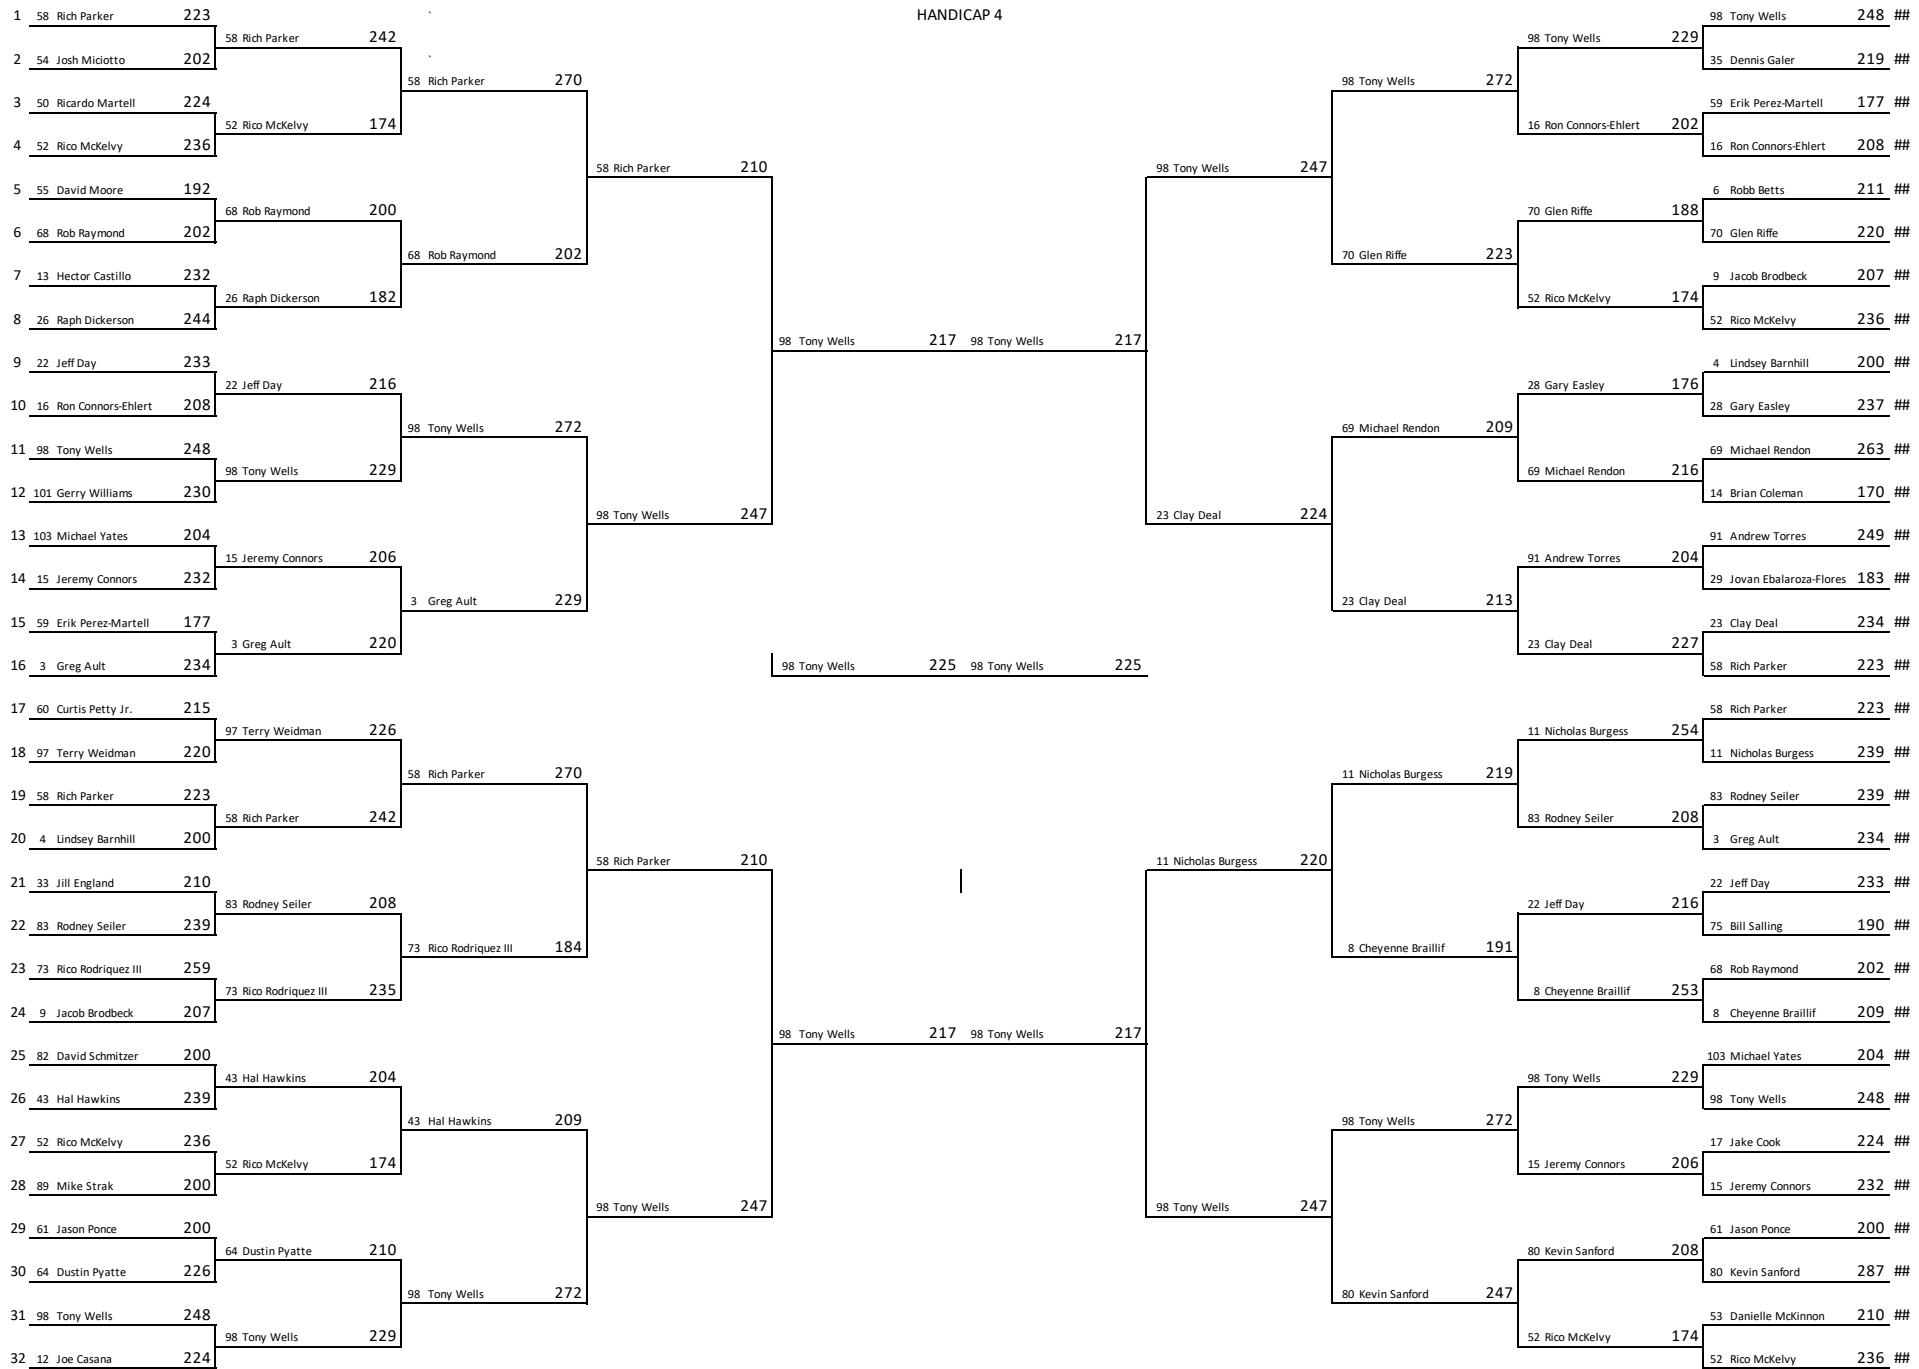 HANDICAP 4
1 58 Rich Parker 223 ` 98 Tony Wells 248 ##
58 Rich Parker 242 98 Tony Wells 229
2 54 Josh Miciotto 202 ` 35 Dennis Galer 219 ##
58 Rich Parker 270 98 Tony Wells 272
3 50 Ricardo Martell 224 59 Erik Perez-Martell 177 ##
52 Rico McKelvy 174 16 Ron Connors-Ehlert 202
4 52 Rico McKelvy 236 16 Ron Connors-Ehlert 208 ##
58 Rich Parker 210 98 Tony Wells 247
5 55 David Moore 192 6 Robb Betts 211 ##
68 Rob Raymond 200 70 Glen Riffe 188
6 68 Rob Raymond 202 70 Glen Riffe 220 ##
68 Rob Raymond 202 70 Glen Riffe 223
7 13 Hector Castillo 232 9 Jacob Brodbeck 207 ##
26 Raph Dickerson 182 52 Rico McKelvy 174
8 26 Raph Dickerson 244 52 Rico McKelvy 236 ##
98 Tony Wells 217 98 Tony Wells 217
9 22 Jeff Day 233 4 Lindsey Barnhill 200 ##
22 Jeff Day 216 28 Gary Easley 176
10 16 Ron Connors-Ehlert 208 28 Gary Easley 237 ##
98 Tony Wells 272 69 Michael Rendon 209
11 98 Tony Wells 248 69 Michael Rendon 263 ##
98 Tony Wells 229 69 Michael Rendon 216
12 101 Gerry Williams 230 14 Brian Coleman 170 ##
98 Tony Wells 247 23 Clay Deal 224
13 103 Michael Yates 204 91 Andrew Torres 249 ##
15 Jeremy Connors 206 91 Andrew Torres 204
14 15 Jeremy Connors 232 29 Jovan Ebalaroza-Flores 183 ##
3 Greg Ault 229 23 Clay Deal 213
15 59 Erik Perez-Martell 177 23 Clay Deal 234 ##
3 Greg Ault 220 23 Clay Deal 227
16 3 Greg Ault 234 98 Tony Wells 225 98 Tony Wells 225 58 Rich Parker 223 ##
17 60 Curtis Petty Jr. 215 58 Rich Parker 223 ##
97 Terry Weidman 226 11 Nicholas Burgess 254
18 97 Terry Weidman 220 11 Nicholas Burgess 239 ##
58 Rich Parker 270 11 Nicholas Burgess 219
19 58 Rich Parker 223 83 Rodney Seiler 239 ##
58 Rich Parker 242 83 Rodney Seiler 208
20 4 Lindsey Barnhill 200 3 Greg Ault 234 ##
58 Rich Parker 210 11 Nicholas Burgess 220
21 33 Jill England 210 22 Jeff Day 233 ##
83 Rodney Seiler 208 22 Jeff Day 216
22 83 Rodney Seiler 239 75 Bill Salling 190 ##
73 Rico Rodriquez III 184 8 Cheyenne Braillif 191
23 73 Rico Rodriquez III 259 68 Rob Raymond 202 ##
73 Rico Rodriquez III 235 8 Cheyenne Braillif 253
24 9 Jacob Brodbeck 207 8 Cheyenne Braillif 209 ##
98 Tony Wells 217 98 Tony Wells 217
25 82 David Schmitzer 200 103 Michael Yates 204 ##
43 Hal Hawkins 204 98 Tony Wells 229
26 43 Hal Hawkins 239 98 Tony Wells 248 ##
43 Hal Hawkins 209 98 Tony Wells 272
27 52 Rico McKelvy 236 17 Jake Cook 224 ##
52 Rico McKelvy 174 15 Jeremy Connors 206
28 89 Mike Strak 200 15 Jeremy Connors 232 ##
98 Tony Wells 247 98 Tony Wells 247
29 61 Jason Ponce 200 61 Jason Ponce 200 ##
64 Dustin Pyatte 210 80 Kevin Sanford 208
30 64 Dustin Pyatte 226 80 Kevin Sanford 287 ##
98 Tony Wells 272 80 Kevin Sanford 247
31 98 Tony Wells 248 53 Danielle McKinnon 210 ##
98 Tony Wells 229 52 Rico McKelvy 174
32 12 Joe Casana 224 52 Rico McKelvy 236 ##